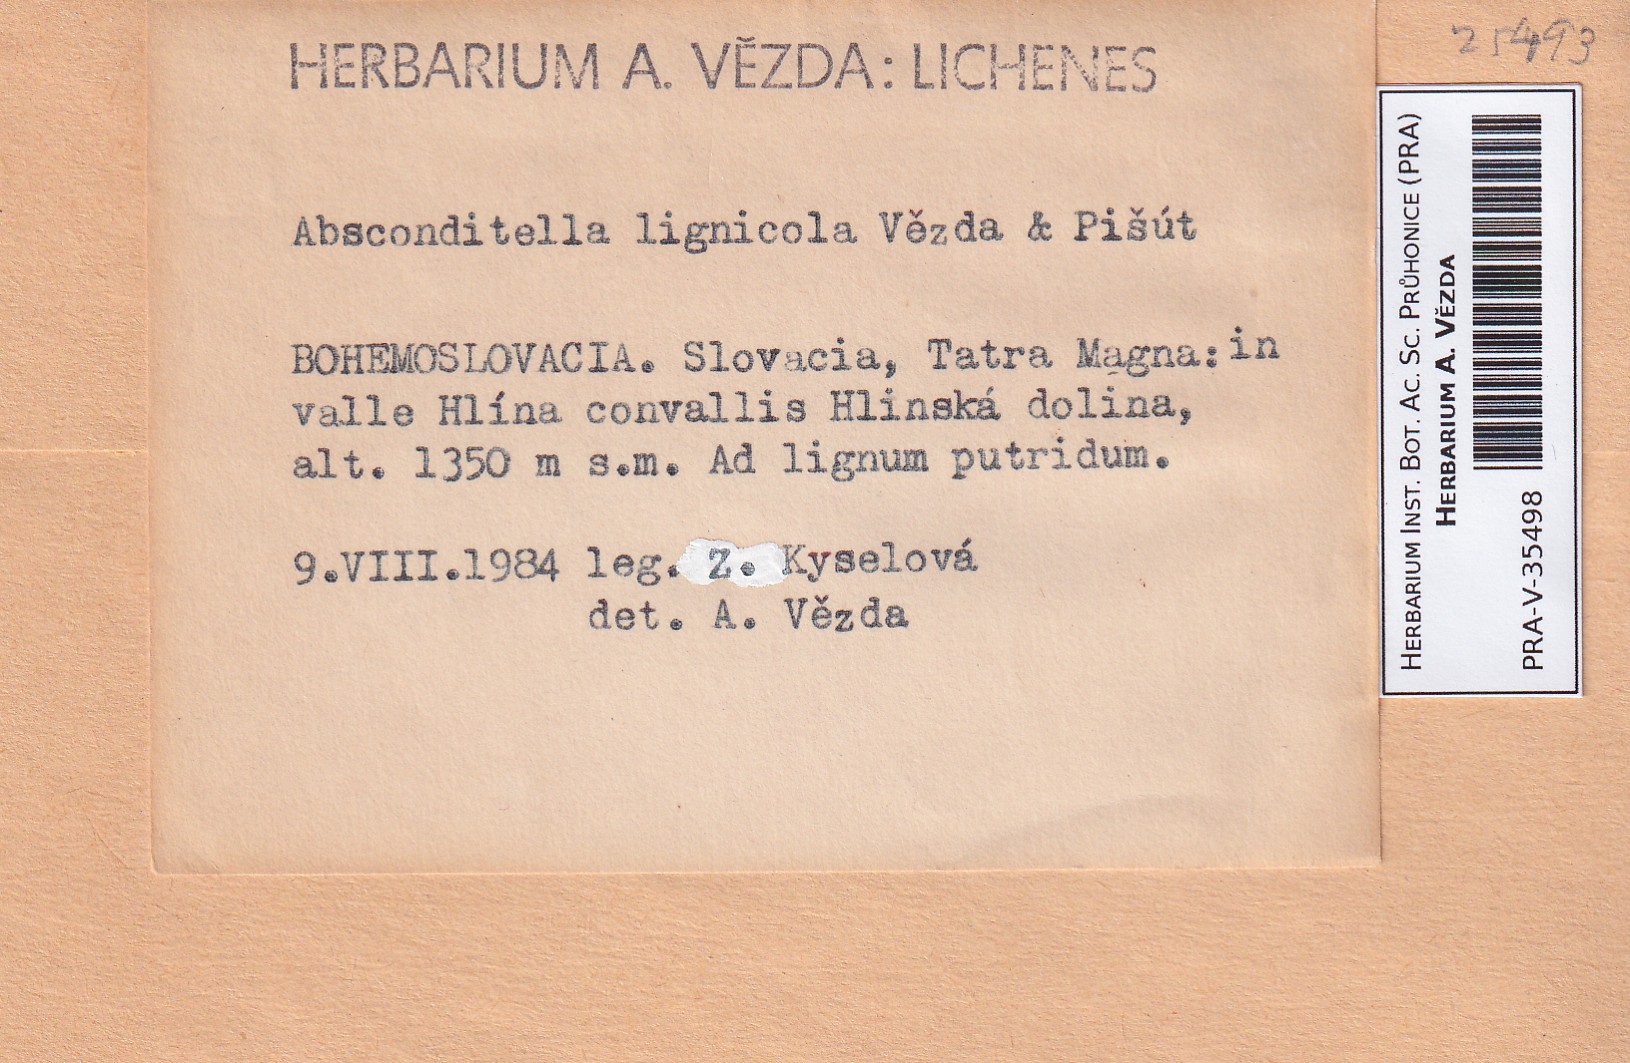 HERBARIUM A. VĚZDA: LICHENES
25493
Absconditella lignicola Vězda & Pišút
BOHEMOSLOVACIA. Slovacia, Tatra Magna: in
valle Hlína convallis Hlinská dolina,
alt. 1350 m s.m. Ad lignum putridum.
9.VIII.1984 leg. Z. Kyselová
det. A. Vězda
HERBARIUM INST. BOT. AC. SC. PRŮHONICE (PRA)
HERBARIUM A. VĚZDA
PRA-V-35498